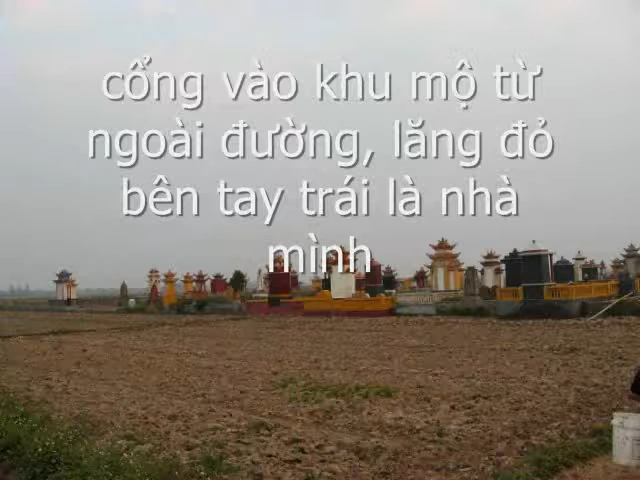 cổng vào khu mộ từ
ngoài đường, lăng đỏ
bên tay trái là nhà
mình